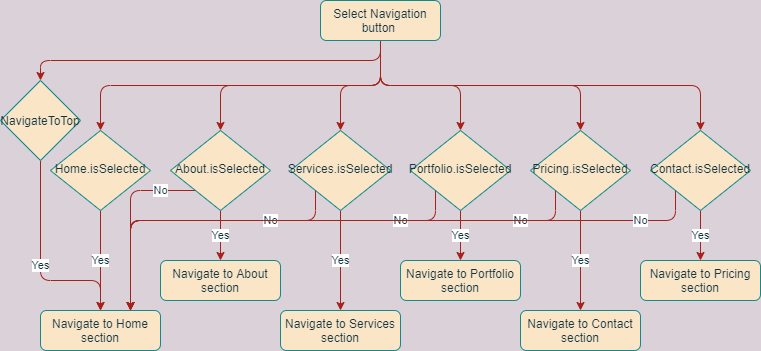 Select Navigation
button
NavigateToTop
Home.isSelected
About.isSelected
Services.isSelected
Portfolio.isSelected
Pricing.isSelected
Contact.isSelected
No
No
No
No
No
Yes
Yes
Yes
Yes
Yes
Yes
Yes
Navigate to About
section
Navigate to Portfolio
section
Navigate to Pricing
section
Navigate to Home
section
Navigate to Services
section
Navigate to Contact
section